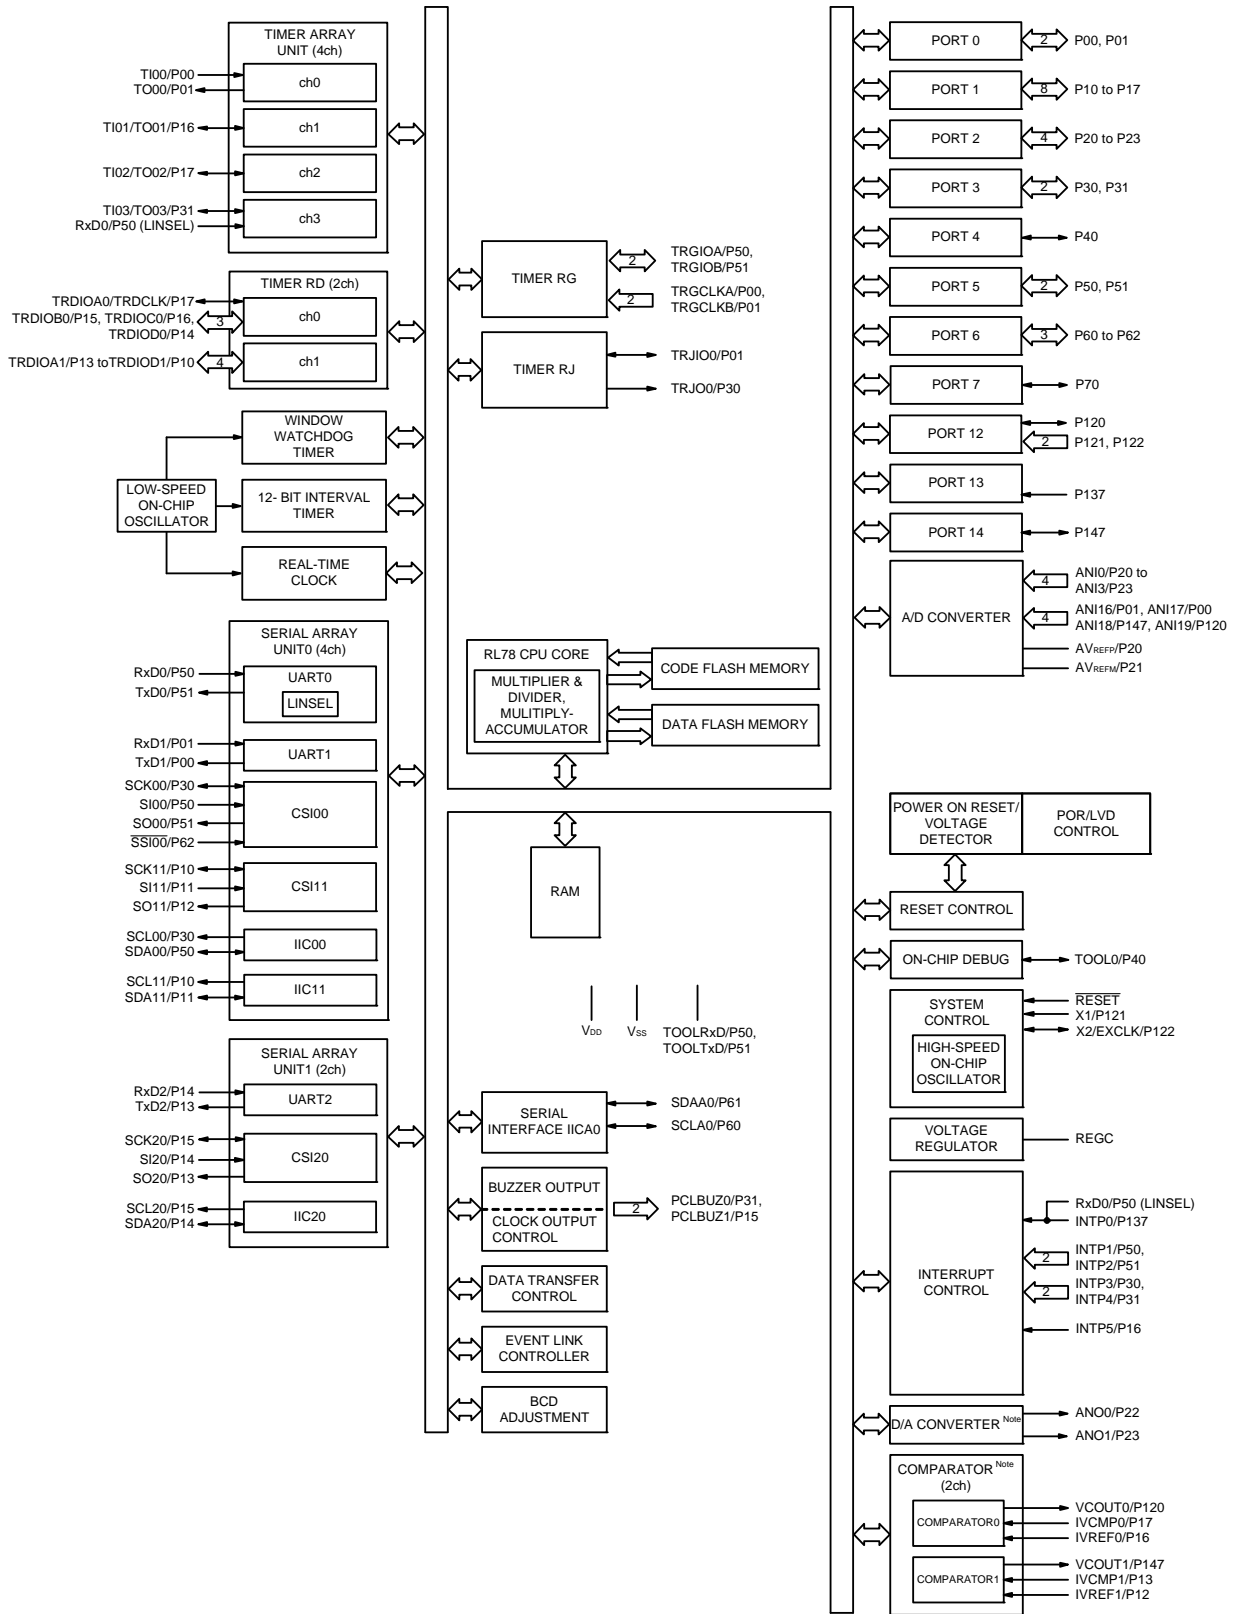 TIMER ARRAY
UNIT (4ch)
TI00/P00
TO00/P01
ch0
TI01/TO01/P16
ch1
TI02/TO02/P17
ch2
TI03/TO03/P31
RxD0/P50 (LINSEL)
ch3
TIMER RD (2ch)
TRDIOA0/TRDCLK/P17
TRDIOB0/P15, TRDIOC0/P16,
TRDIOD0/P14
3
ch0
TRDIOA1/P13 toTRDIOD1/P10
4
ch1
WINDOW
WATCHDOG
TIMER
LOW-SPEED
ON-CHIP
OSCILLATOR
12- BIT INTERVAL
TIMER
REAL-TIME
CLOCK
SERIAL ARRAY
UNIT0 (4ch)
RxD0/P50
TxD0/P51
UART0
LINSEL
RxD1/P01
TxD1/P00
UART1
SCK00/P30
SI00/P50
SO00/P51
SSI00/P62
CSI00
SCK11/P10
SI11/P11
SO11/P12
CSI11
SCL00/P30
SDA00/P50
IIC00
SCL11/P10
SDA11/P11
IIC11
SERIAL ARRAY
UNIT1 (2ch)
RxD2/P14
TxD2/P13
UART2
SCK20/P15
SI20/P14
SO20/P13
CSI20
SCL20/P15
SDA20/P14
IIC20
TIMER RG
2
TRGIOA/P50,
TRGIOB/P51
2
TRGCLKA/P00,
TRGCLKB/P01
TIMER RJ
TRJIO0/P01
TRJO0/P30
RL78 CPU CORE
MULTIPLIER &
DIVIDER,
MULITIPLY-
ACCUMULATOR
CODE FLASH MEMORY
DATA FLASH MEMORY
RAM
VDD
VSS
TOOLRxD/P50,
TOOLTxD/P51
SERIAL
INTERFACE IICA0
SDAA0/P61
SCLA0/P60
BUZZER OUTPUT
CLOCK OUTPUT
CONTROL
2
PCLBUZ0/P31,
PCLBUZ1/P15
DATA TRANSFER
CONTROL
EVENT LINK
CONTROLLER
BCD
ADJUSTMENT
PORT 0
2
P00, P01
PORT 1
8
P10 to P17
PORT 2
4
P20 to P23
PORT 3
2
P30, P31
PORT 4
P40
PORT 5
2
P50, P51
PORT 6
3
P60 to P62
PORT 7
P70
PORT 12
P120
2
P121, P122
PORT 13
P137
PORT 14
P147
A/D CONVERTER
4
ANI0/P20 to
ANI3/P23
4
ANI16/P01, ANI17/P00
ANI18/P147, ANI19/P120
AVREFP/P20
AVREFM/P21
POWER ON RESET/
VOLTAGE
DETECTOR
POR/LVD
CONTROL
RESET CONTROL
ON-CHIP DEBUG
TOOL0/P40
SYSTEM
CONTROL
HIGH-SPEED
ON-CHIP
OSCILLATOR
RESET
X1/P121
X2/EXCLK/P122
VOLTAGE
REGULATOR
REGC
INTERRUPT
CONTROL
RxD0/P50 (LINSEL)
INTP0/P137
2
INTP1/P50,
INTP2/P51
2
INTP3/P30,
INTP4/P31
INTP5/P16
D/A CONVERTER Note
ANO0/P22
ANO1/P23
COMPARATOR Note
(2ch)
COMPARATOR0
VCOUT0/P120
IVCMP0/P17
IVREF0/P16
COMPARATOR1
VCOUT1/P147
IVCMP1/P13
IVREF1/P12